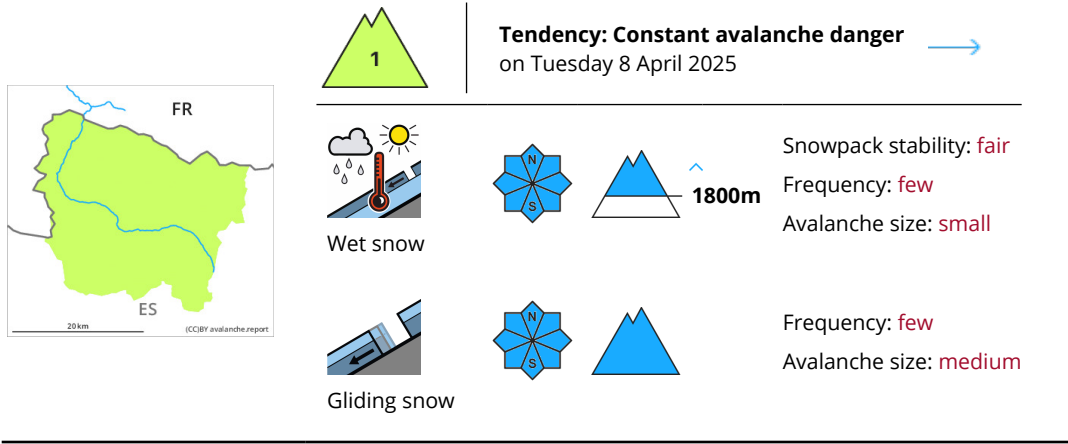 1
Tendency: Constant avalanche danger
on Tuesday 8 April 2025
FR
ES
20 km
(CC)BY avalanche.report
N
S
1800m
Snowpack stability: fair
Frequency: few
Avalanche size: small
Wet snow
N
S
Frequency: few
Avalanche size: medium
Gliding snow